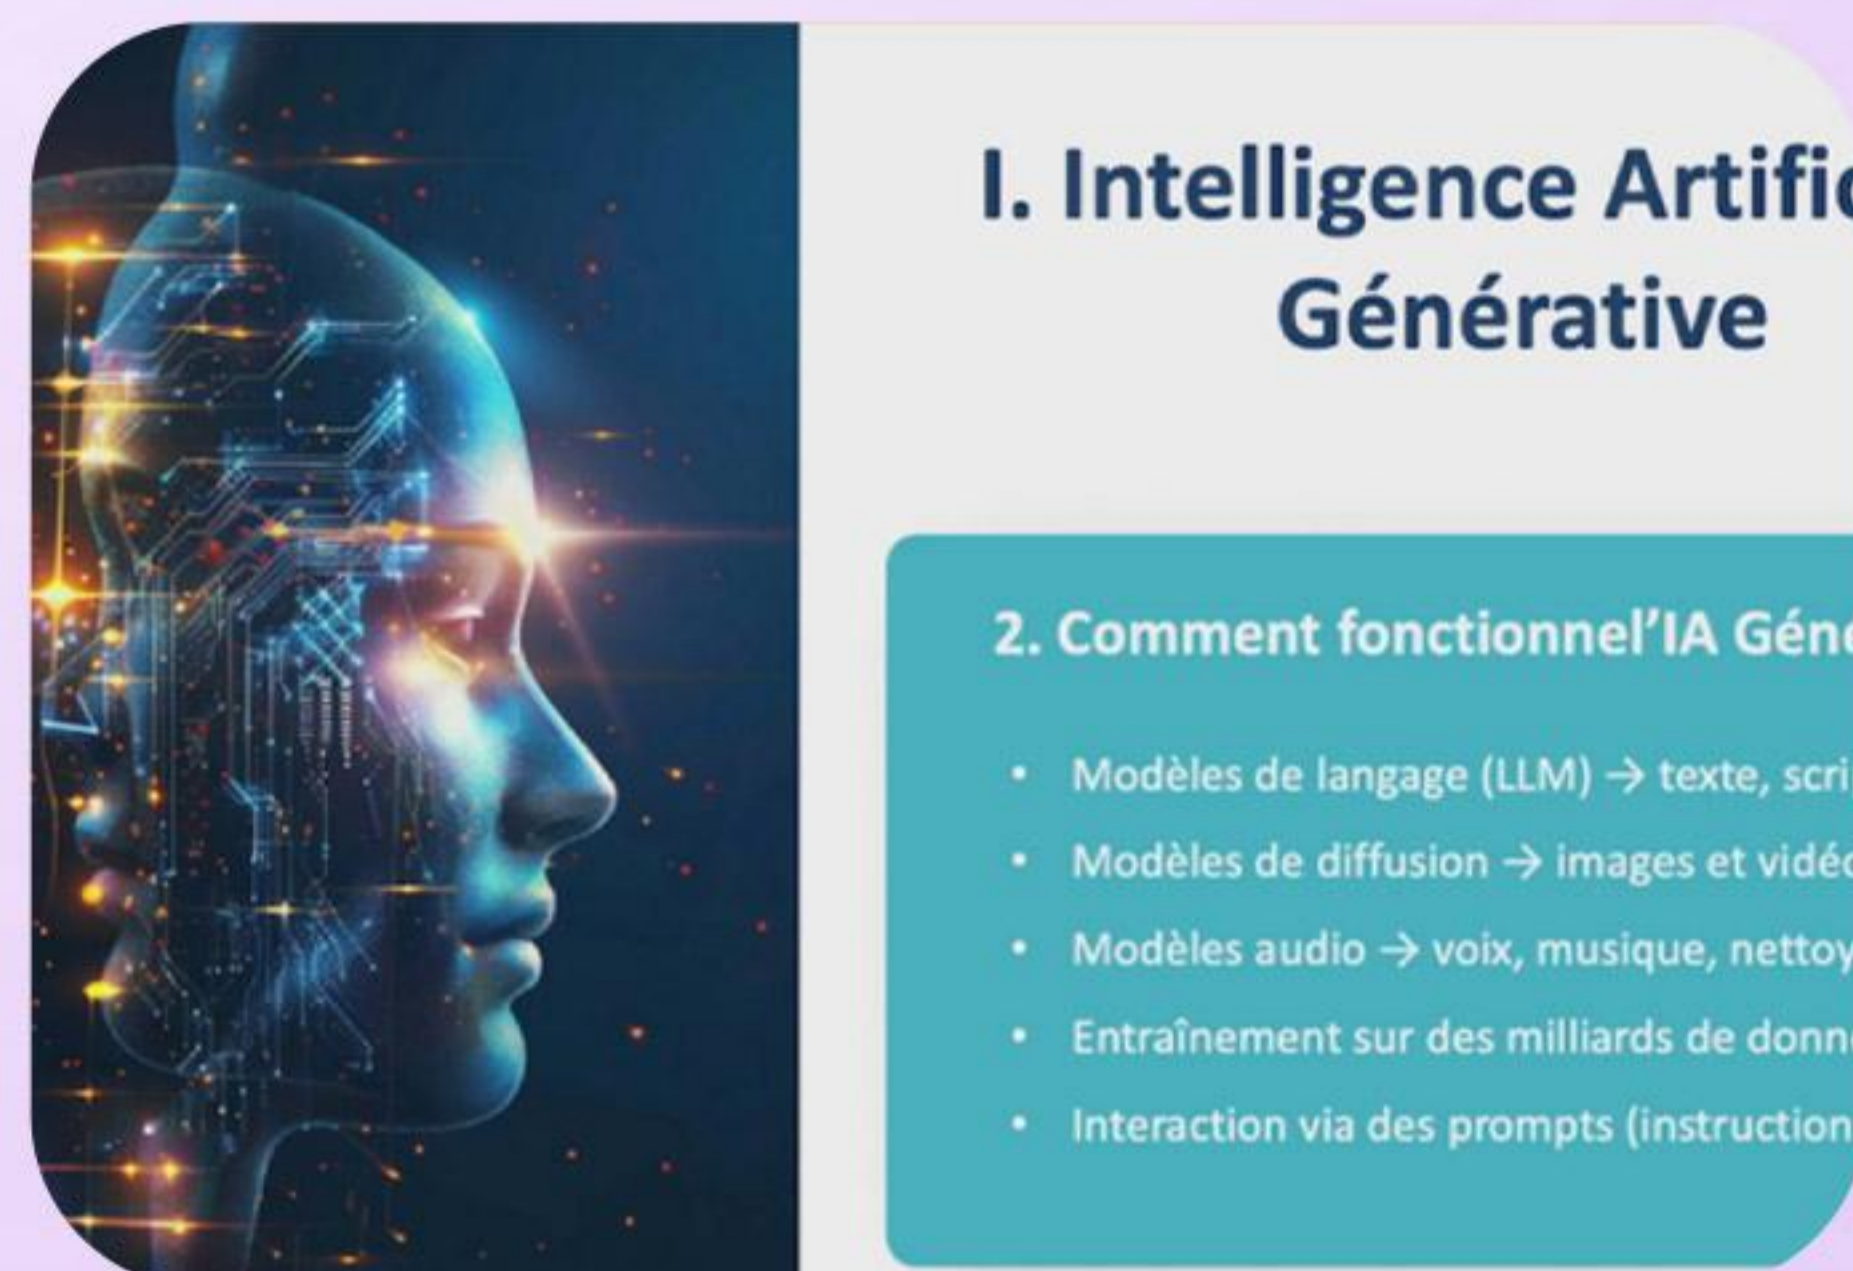 I. Intelligence Artific
Générative
2. Comment fonctionnel’IA Géné
• Modèles de langage (LLM) → texte, scri
• Modèles de diffusion → images et vidéo
• Modèles audio → voix, musique, nettoy
• Entraînement sur des milliards de donn
• Interaction via des prompts (instruction